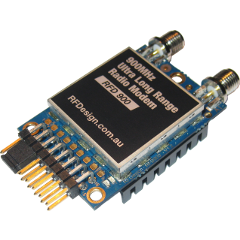 900MHz
Ultra Long Range
Radio Modem
RFD 900
RFDesign.com.au